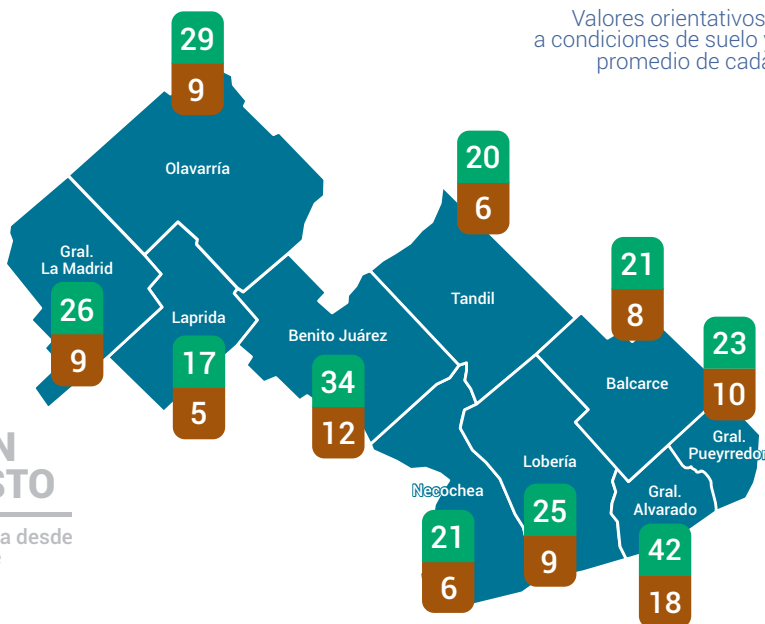 Valores orientativos
a condiciones de suelo
promedio de cada
29
9
Olavarría
20
6
Gral.
La Madrid
26
9
Laprida
17
5
Benito Juárez
34
12
Tandil
21
8
Balcarce
23
10
Gral.
Pueyrredon
Lobería
25
9
Necochea
21
6
Gral.
Alvarado
42
18
N
STO
a desde